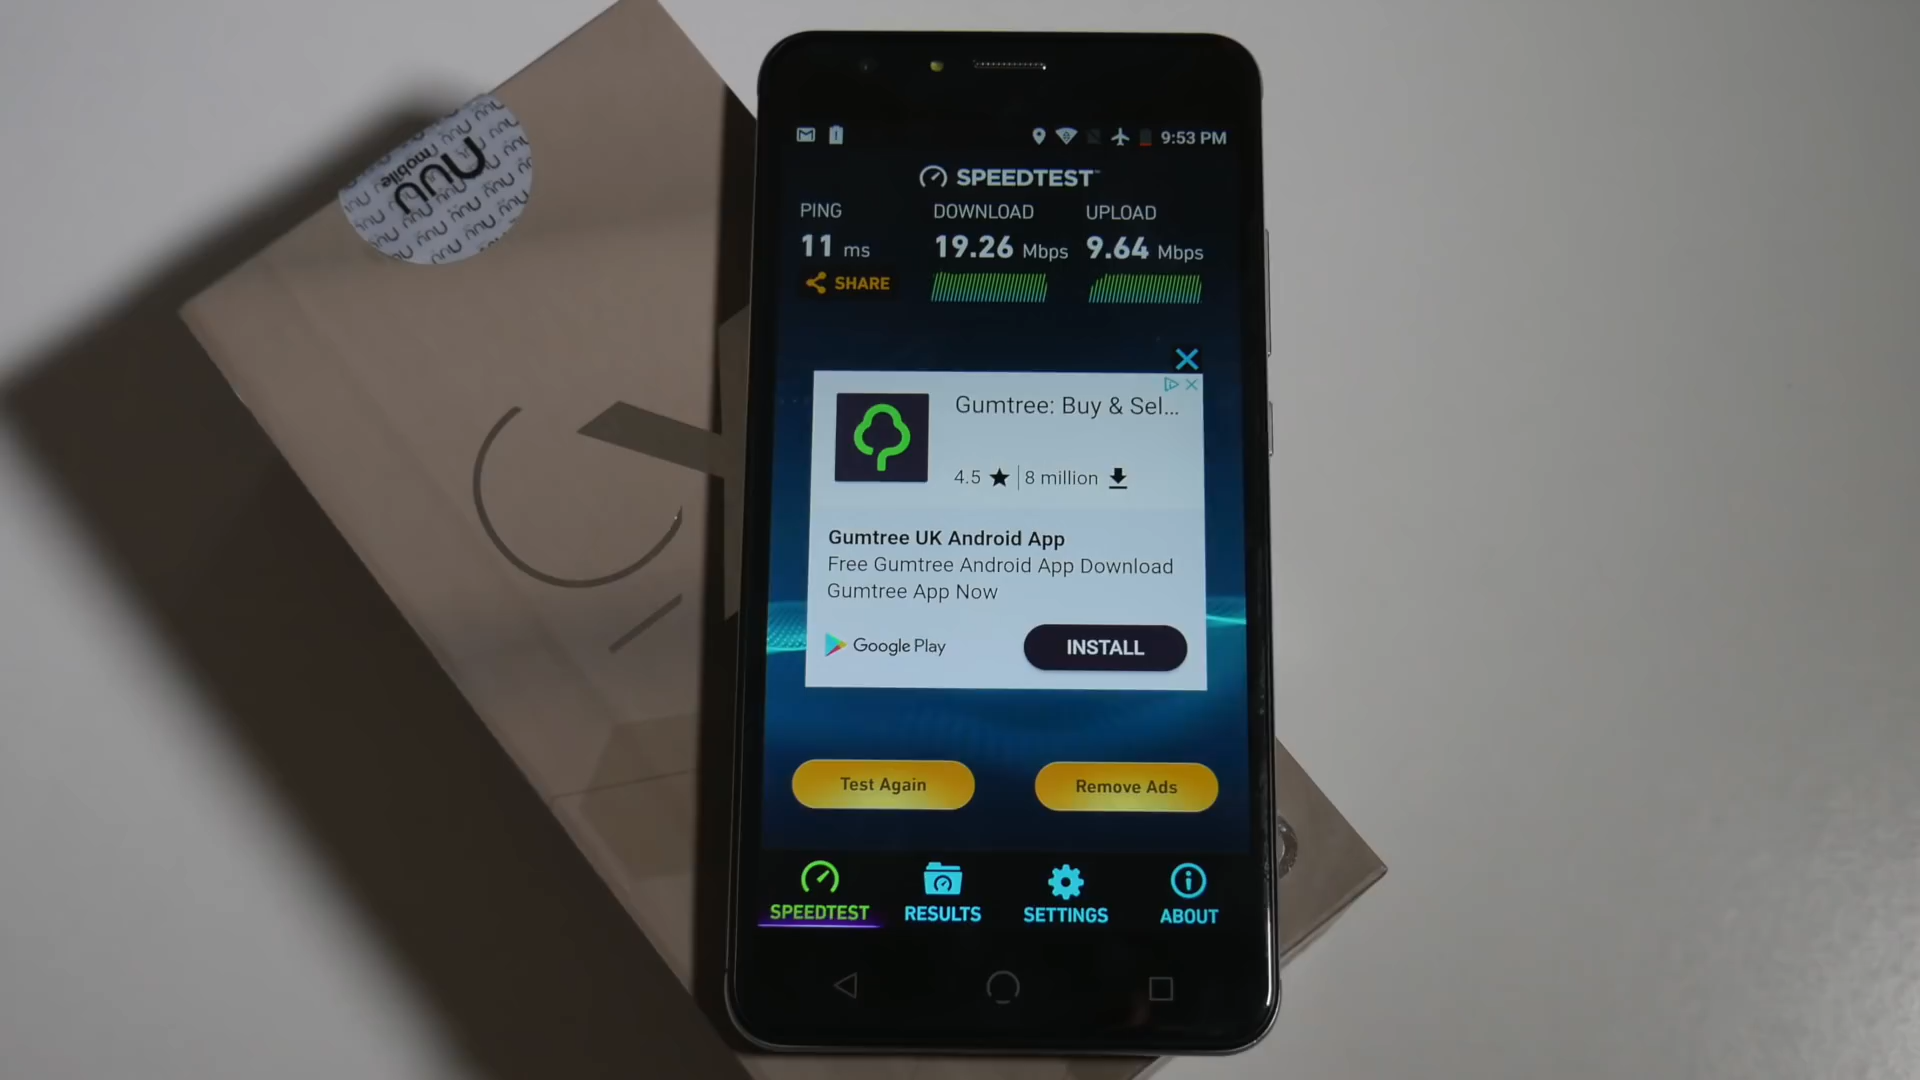 nuu
mobile
9:53 PM
SPEEDTEST™
PING
DOWNLOAD
UPLOAD
11 ms
19.26 Mbps
9.64 Mbps
SHARE
Gumtree: Buy & Sel...
4.5 ★ | 8 million
Gumtree UK Android App
Free Gumtree Android App Download
Gumtree App Now
Google Play
INSTALL
Test Again
Remove Ads
SPEEDTEST
RESULTS
SETTINGS
ABOUT